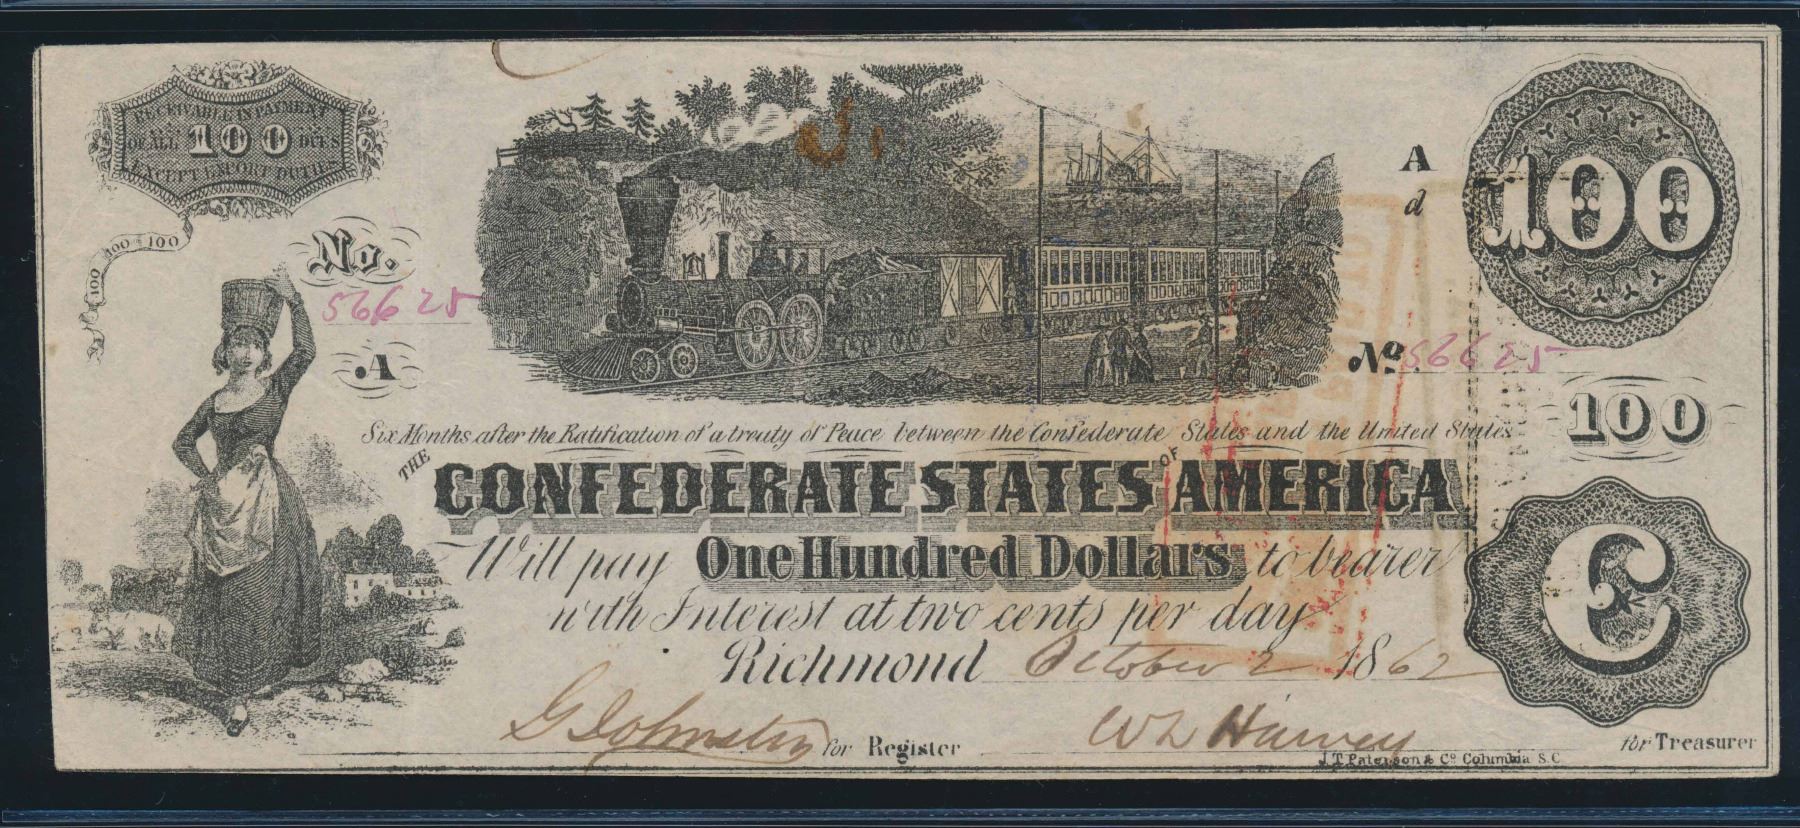 RECEIVABLE IN PAYMENT
OF ALL 100 DUES
EXCEPT EXPORT DUTIES
100 100 100
No.
56625
A
A
d
100
No 56625
100
Six Months after the Ratification of a treaty of Peace between the Confederate States and the United States
THE CONFEDERATE STATES OF AMERICA
Will pay One Hundred Dollars to bearer
with Interest at two cents per day
Richmond October 2 1862
C
G Johnston for Register
W L Harvey for Treasurer
J.T. Paterson & Co Columbia S.C